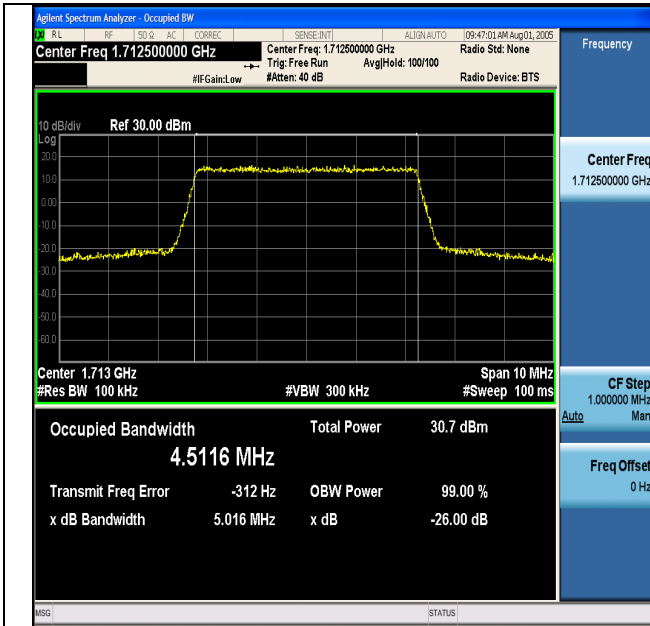 Agilent Spectrum Analyzer - Occupied BW
RL RF 50 Ω AC CORREC SENSE:INT ALIGN AUTO 09:47:01 AM Aug 01, 2005
Center Freq 1.712500000 GHz
Center Freq: 1.712500000 GHz
Radio Std: None
Trig: Free Run Avg|Hold: 100/100
#IFGain:Low #Atten: 40 dB Radio Device: BTS
10 dB/div Ref 30.00 dBm
Log
20.0
10.0
0.00
-10.0
-20.0
-30.0
-40.0
-50.0
-60.0
Center 1.713 GHz Span 10 MHz
#Res BW 100 kHz #VBW 300 kHz #Sweep 100 ms
Occupied Bandwidth Total Power 30.7 dBm
4.5116 MHz
Transmit Freq Error -312 Hz OBW Power 99.00 %
x dB Bandwidth 5.016 MHz x dB -26.00 dB
MSG STATUS
Frequency
Center Freq
1.712500000 GHz
CF Step
1.000000 MHz
Auto Man
Freq Offset
0 Hz